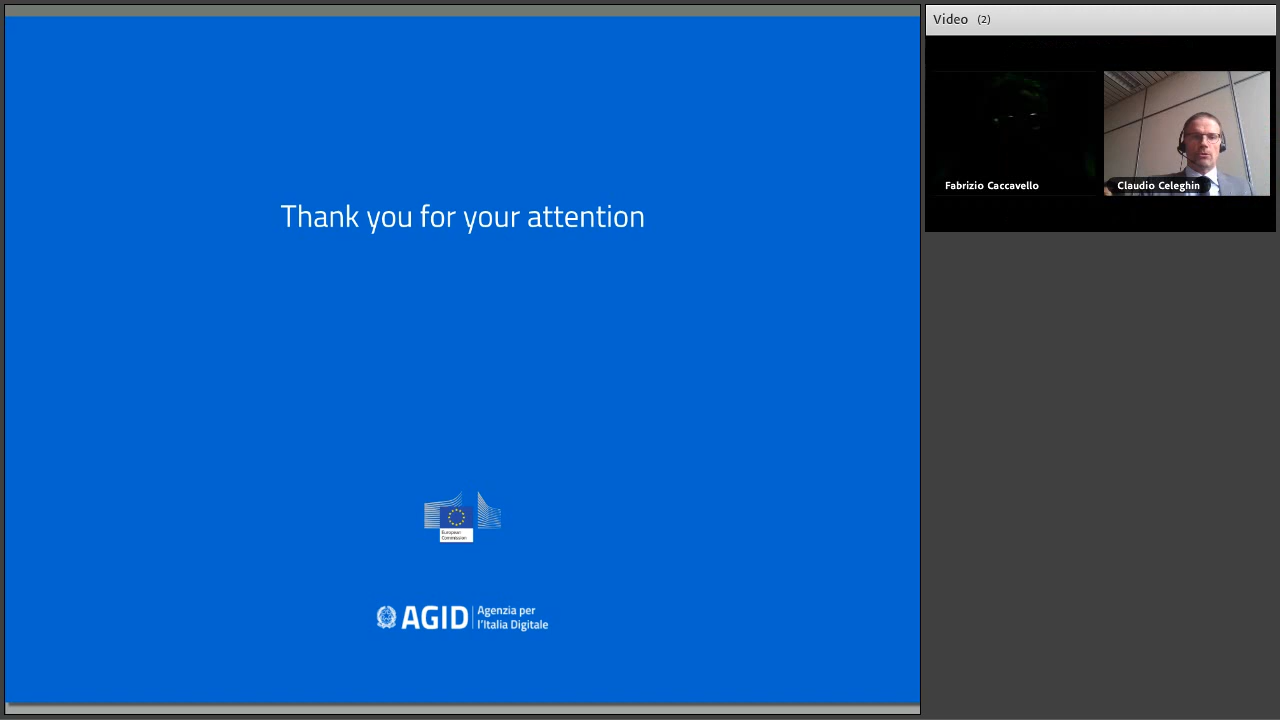 Thank you for your attention
European
Commission
AGID
Agenzia per
l'Italia Digitale
Video (2)
Fabrizio Caccavello
Claudio Celeghin